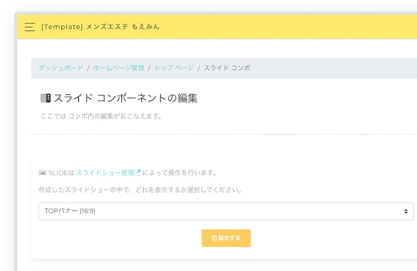 [Template] メンズエステ もえみん
ダッシュボード / ホームページ管理 / トップ ページ / スライド コンポ
スライド コンポーネントの編集
ここでは コンポ内の編集がおこなえます。
SLIDEは スライドショー管理 によって操作を行います。
作成したスライドショーの中で、どれを表示するか選択してください。
TOPバナー (16:9)
設定する